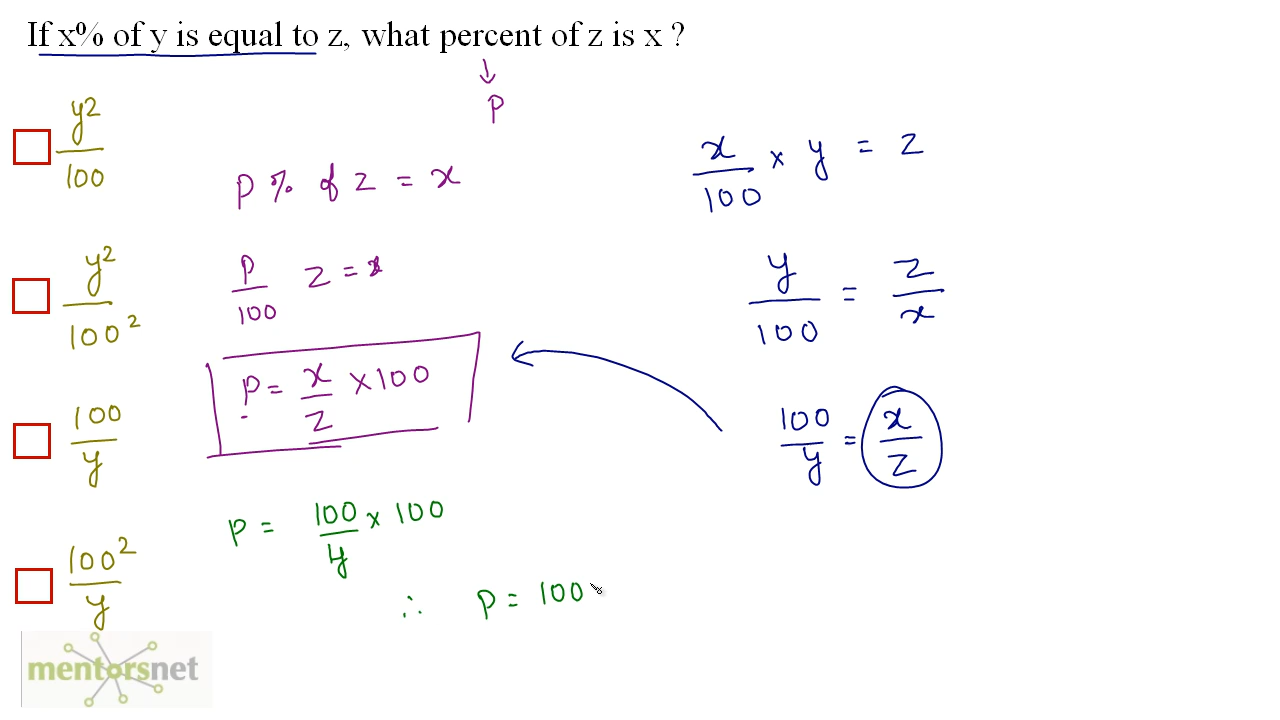 If x% of y is equal to z, what percent of z is x ?
↓
p
y²/100
y²/100²
100/y
100²/y
p % of z = x
p/100 z = x
p = x/z × 100
p = 100/y × 100
∴ p = 100
x/100 × y = z
y/100 = z/x
100/y = x/z
mentorsnet